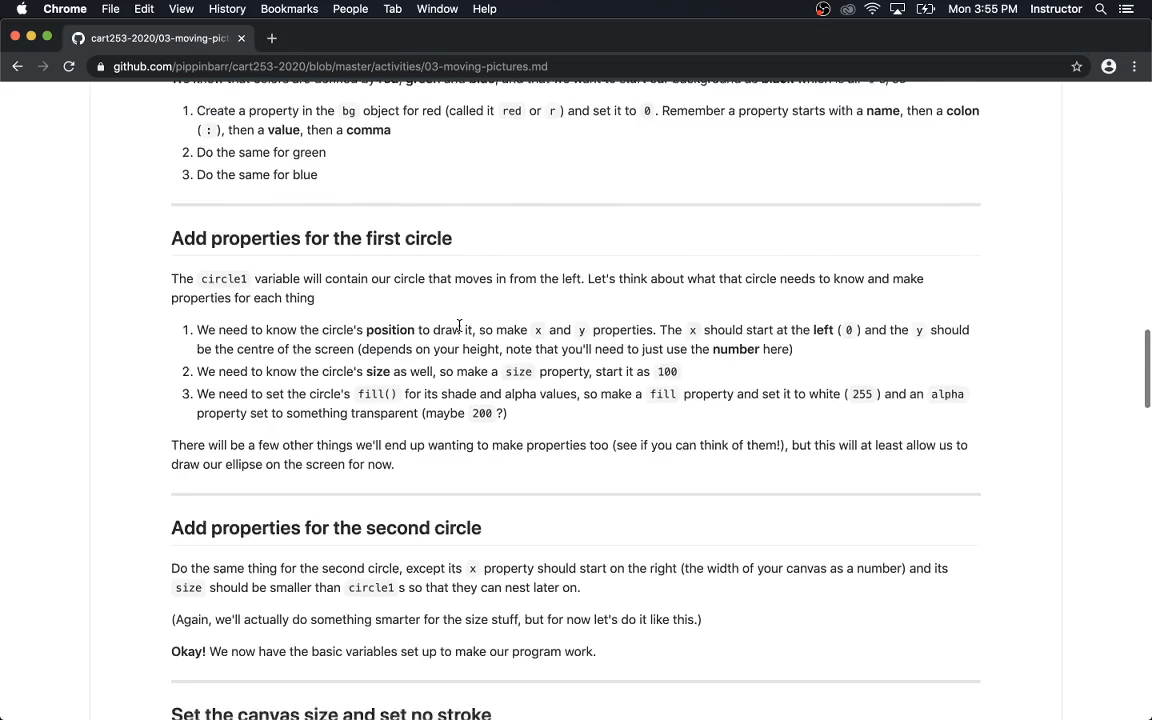 Chrome File Edit View History Bookmarks People Tab Window Help Mon 3:55 PM Instructor
cart253-2020/03-moving-pict
github.com/pippinbarr/cart253-2020/blob/master/activities/03-moving-pictures.md
1. Create a property in the bg object for red (called it red or r ) and set it to 0 . Remember a property starts with a name, then a colon
( : ), then a value, then a comma
2. Do the same for green
3. Do the same for blue
Add properties for the first circle
The circle1 variable will contain our circle that moves in from the left. Let's think about what that circle needs to know and make
properties for each thing
1. We need to know the circle's position to draw it, so make x and y properties. The x should start at the left ( 0 ) and the y should
be the centre of the screen (depends on your height, note that you'll need to just use the number here)
2. We need to know the circle's size as well, so make a size property, start it as 100
3. We need to set the circle's fill() for its shade and alpha values, so make a fill property and set it to white ( 255 ) and an alpha
property set to something transparent (maybe 200 ?)
There will be a few other things we'll end up wanting to make properties too (see if you can think of them!), but this will at least allow us to
draw our ellipse on the screen for now.
Add properties for the second circle
Do the same thing for the second circle, except its x property should start on the right (the width of your canvas as a number) and its
size should be smaller than circle1 s so that they can nest later on.
(Again, we'll actually do something smarter for the size stuff, but for now let's do it like this.)
Okay! We now have the basic variables set up to make our program work.
Set the canvas size and set no stroke